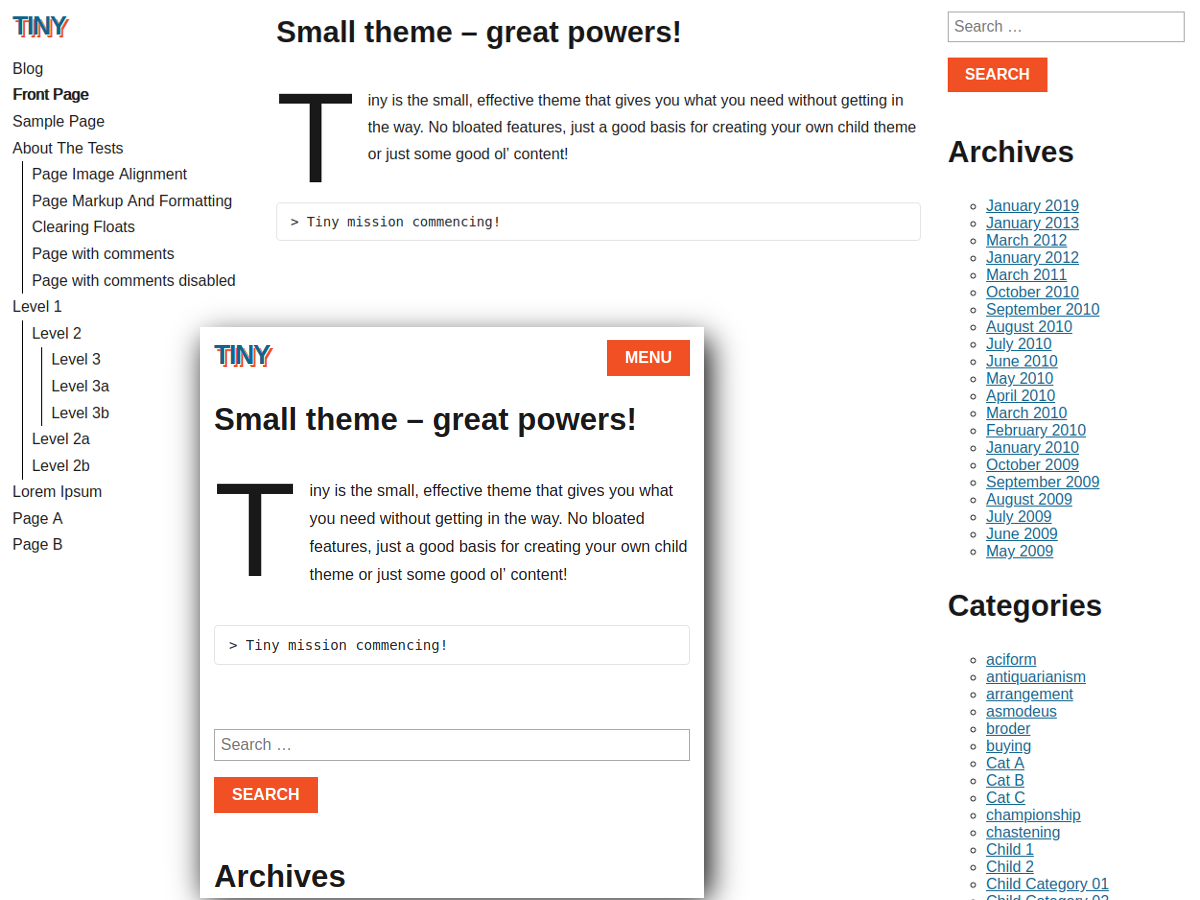 TINY
Blog
Front Page
Sample Page
About The Tests
Page Image Alignment
Page Markup And Formatting
Clearing Floats
Page with comments
Page with comments disabled
Level 1
Level 2
Level 3
Level 3a
Level 3b
Level 2a
Level 2b
Lorem Ipsum
Page A
Page B
Small theme – great powers!
Tiny is the small, effective theme that gives you what you need without getting in
the way. No bloated features, just a good basis for creating your own child theme
or just some good ol’ content!
> Tiny mission commencing!
TINY
MENU
Small theme – great powers!
Tiny is the small, effective theme that gives you what
you need without getting in the way. No bloated
features, just a good basis for creating your own child
theme or just some good ol’ content!
> Tiny mission commencing!
Search …
SEARCH
Archives
Search …
SEARCH
Archives
January 2019
January 2013
March 2012
January 2012
March 2011
October 2010
September 2010
August 2010
July 2010
June 2010
May 2010
April 2010
March 2010
February 2010
January 2010
October 2009
September 2009
August 2009
July 2009
June 2009
May 2009
Categories
aciform
antiquarianism
arrangement
asmodeus
broder
buying
Cat A
Cat B
Cat C
championship
chastening
Child 1
Child 2
Child Category 01